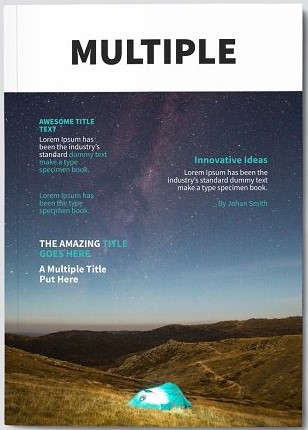 MULTIPLE
AWESOME TITLE
TEXT
Lorem Ipsum has
been the industry's
standard dummy text
make a type
specimen book.
Lorem Ipsum has
been the type
specimen book.
Innovative Ideas
Lorem Ipsum has been the
industry's standard dummy text
make a type specimen book.
By Johan Smith
THE AMAZING TITLE
GOES HERE
A Multiple Title
Put Here